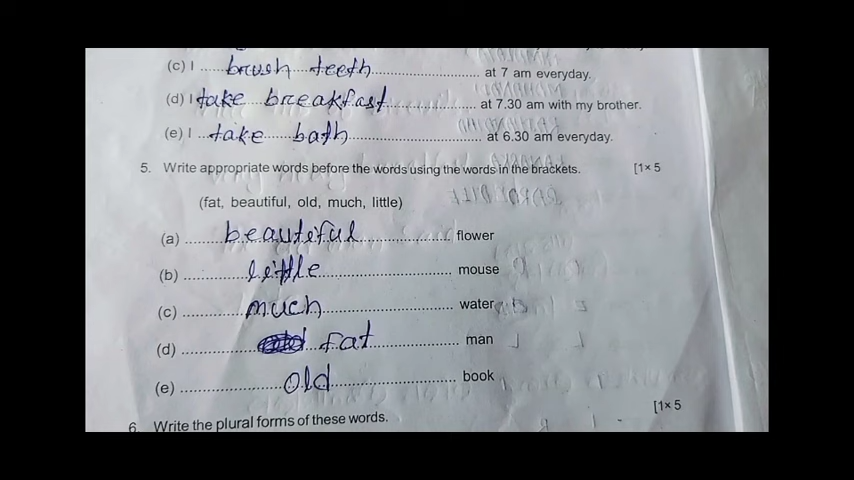 (c) I ..... brush teeth ............................ at 7 am everyday.
(d) I take breakfast ........................ at 7.30 am with my brother.
(e) I ... take bath ................................... at 6.30 am everyday.
5. Write appropriate words before the words using the words in the brackets. [1×5
(fat, beautiful, old, much, little)
(a) .......... beautiful ........................ flower
(b) ................ little .................................. mouse
(c) ................ much .................................. water
(d) ................... fat ....................... man
(e) .......................... old ................................ book
[1×5
6. Write the plural forms of these words.